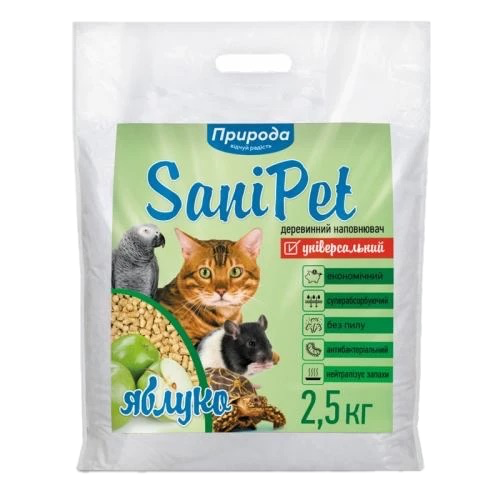 Природа
відчуй радість
SaniPet
деревинний наповнювач
універсальний
економічний
суперабсорбуючий
без пилу
антибактеріальний
нейтралізує запахи
яблуко
2,5 кг